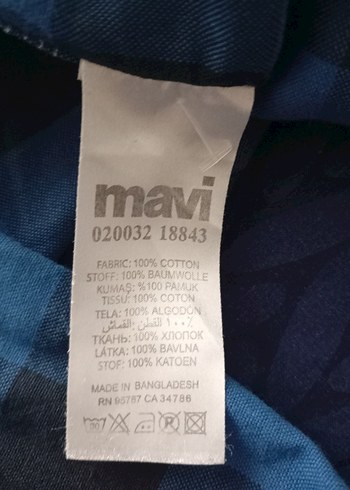 mavi
020032 18843
FABRIC: 100% COTTON
STOFF: 100% BAUMWOLLE
KUMAŞ: %100 PAMUK
TISSU: 100% COTON
TELA: 100% ALGODÓN
القماش: القطن ١٠٠٪
ТКАНЬ: 100% ХЛОПОК
LÁTKA: 100% BAVLNA
STOF: 100% KATOEN
MADE IN BANGLADESH
RN 95787 CA 34786